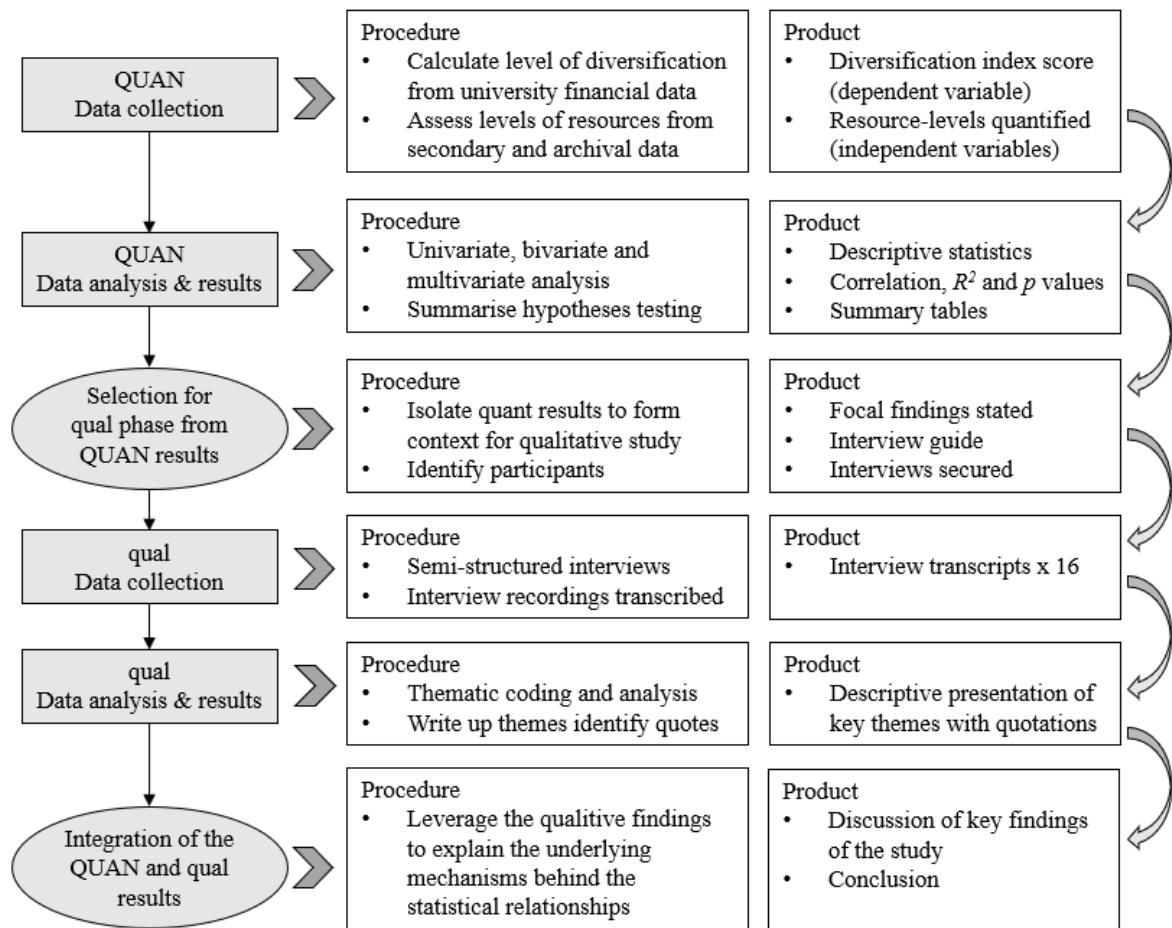 QUAN
Data collection
Procedure
• Calculate level of diversification
from university financial data
• Assess levels of resources from
secondary and archival data
Product
• Diversification index score
(dependent variable)
• Resource-levels quantified
(independent variables)
QUAN
Data analysis & results
Procedure
• Univariate, bivariate and
multivariate analysis
• Summarise hypotheses testing
Product
• Descriptive statistics
• Correlation, R² and p values
• Summary tables
Selection for
qual phase from
QUAN results
Procedure
• Isolate quant results to form
context for qualitative study
• Identify participants
Product
• Focal findings stated
• Interview guide
• Interviews secured
qual
Data collection
Procedure
• Semi-structured interviews
• Interview recordings transcribed
Product
• Interview transcripts x 16
qual
Data analysis & results
Procedure
• Thematic coding and analysis
• Write up themes identify quotes
Product
• Descriptive presentation of
key themes with quotations
Integration of the
QUAN and qual
results
Procedure
• Leverage the qualitive findings
to explain the underlying
mechanisms behind the
statistical relationships
Product
• Discussion of key findings
of the study
• Conclusion